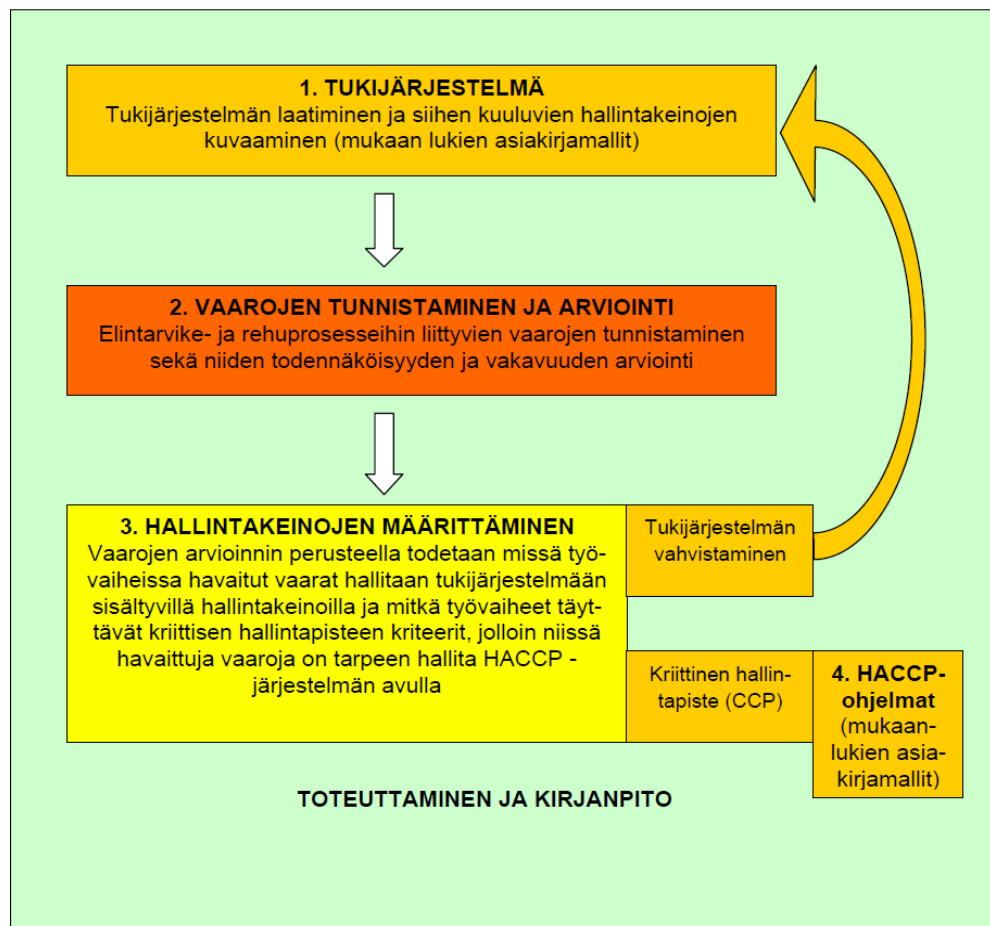 1. TUKIJÄRJESTELMÄ
Tukijärjestelmän laatiminen ja siihen kuuluvien hallintakeinojen
kuvaaminen (mukaan lukien asiakirjamallit)
2. VAAROJEN TUNNISTAMINEN JA ARVIOINTI
Elintarvike- ja rehuprosesseihin liittyvien vaarojen tunnistaminen
sekä niiden todennäköisyyden ja vakavuuden arviointi
3. HALLINTAKEINOJEN MÄÄRITTÄMINEN
Vaarojen arvioinnin perusteella todetaan missä työ-
vaiheissa havaitut vaarat hallitaan tukijärjestelmään
sisältyvillä hallintakeinoilla ja mitkä työvaiheet täyt-
tävät kriittisen hallintapisteen kriteerit, jolloin niissä
havaittuja vaaroja on tarpeen hallita HACCP -
järjestelmän avulla
Tukijärjestelmän
vahvistaminen
Kriittinen hallin-
tapiste (CCP)
4. HACCP-
ohjelmat
(mukaan-
lukien asia-
kirjamallit)
TOTEUTTAMINEN JA KIRJANPITO